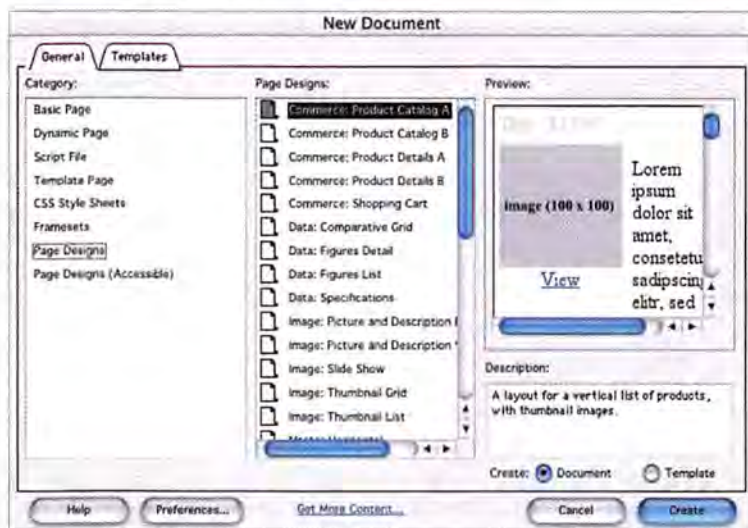 New Document
General
Templates
Category:
Basic Page
Dynamic Page
Script File
Template Page
CSS Style Sheets
Framesets
Page Designs
Page Designs (Accessible)
Page Designs:
Commerce: Product Catalog A
Commerce: Product Catalog B
Commerce: Product Details A
Commerce: Product Details B
Commerce: Shopping Cart
Data: Comparative Grid
Data: Figures Detail
Data: Figures List
Data: Specifications
Image: Picture and Description
Image: Picture and Description
Image: Slide Show
Image: Thumbnail Grid
Image: Thumbnail List
Preview:
image (100 x 100)
View
Lorem
ipsum
dolor sit
amet,
consetetu
sadipscin
elitr, sed
Description:
A layout for a vertical list of products,
with thumbnail images.
Create: Document Template
Help
Preferences...
Get More Content...
Cancel
Create